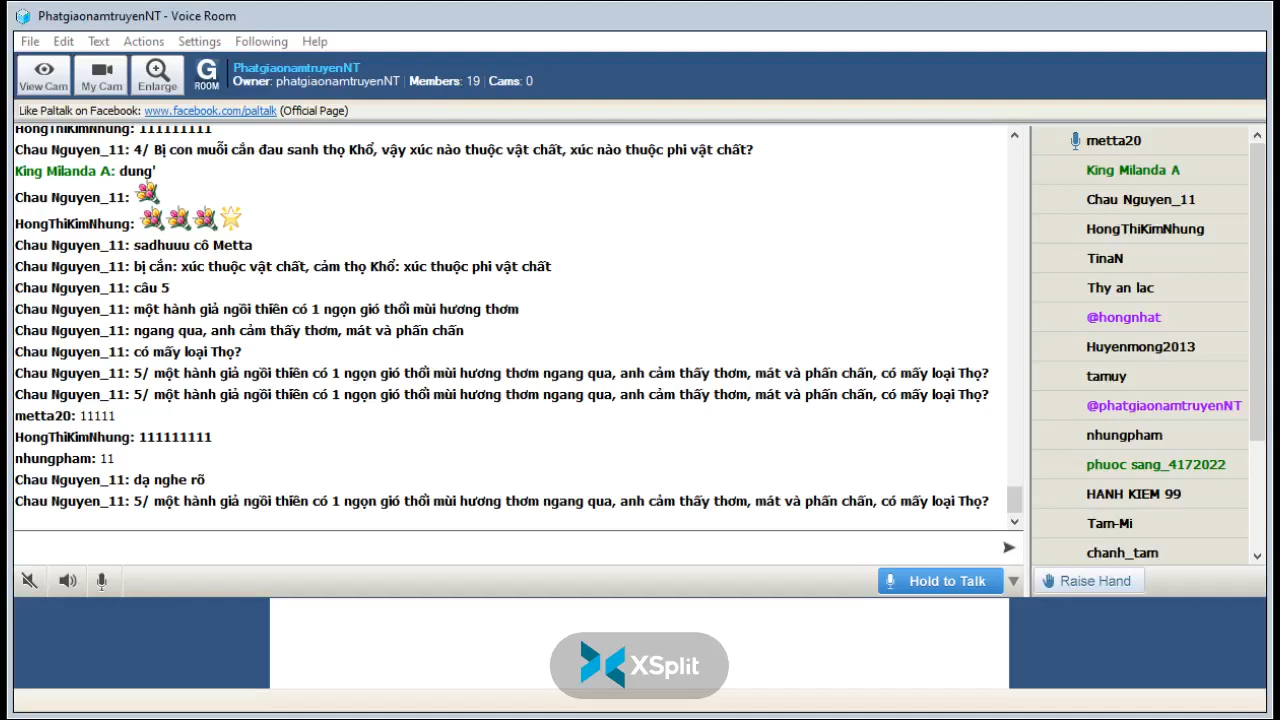 PhatgiaonamtruyenNT - Voice Room
File Edit Text Actions Settings Following Help
View Cam My Cam Enlarge G ROOM
PhatgiaonamtruyenNT
Owner: phatgiaonamtruyenNT | Members: 19 | Cams: 0
Like Paltalk on Facebook: www.facebook.com/paltalk (Official Page)
HongThiKimNhung: 111111111
Chau Nguyen_11: 4/ Bị con muỗi cắn đau sanh thọ Khổ, vậy xúc nào thuộc vật chất, xúc nào thuộc phi vật chất?
King Milanda A: dung'
Chau Nguyen_11:
HongThiKimNhung:
Chau Nguyen_11: sadhuuu cô Metta
Chau Nguyen_11: bị cắn: xúc thuộc vật chất, cảm thọ Khổ: xúc thuộc phi vật chất
Chau Nguyen_11: câu 5
Chau Nguyen_11: một hành giả ngồi thiền có 1 ngọn gió thổi mùi hương thơm
Chau Nguyen_11: ngang qua, anh cảm thấy thơm, mát và phấn chấn
Chau Nguyen_11: có mấy loại Thọ?
Chau Nguyen_11: 5/ một hành giả ngồi thiền có 1 ngọn gió thổi mùi hương thơm ngang qua, anh cảm thấy thơm, mát và phấn chấn, có mấy loại Thọ?
Chau Nguyen_11: 5/ một hành giả ngồi thiền có 1 ngọn gió thổi mùi hương thơm ngang qua, anh cảm thấy thơm, mát và phấn chấn, có mấy loại Thọ?
metta20: 11111
HongThiKimNhung: 111111111
nhungpham: 11
Chau Nguyen_11: dạ nghe rõ
Chau Nguyen_11: 5/ một hành giả ngồi thiền có 1 ngọn gió thổi mùi hương thơm ngang qua, anh cảm thấy thơm, mát và phấn chấn, có mấy loại Thọ?
metta20
King Milanda A
Chau Nguyen_11
HongThiKimNhung
TinaN
Thy an lac
@hongnhat
Huyenmong2013
tamuy
@phatgiaonamtruyenNT
nhungpham
phuoc sang_4172022
HANH KIEM 99
Tam-Mi
chanh_tam
Hold to Talk
Raise Hand
XSplit